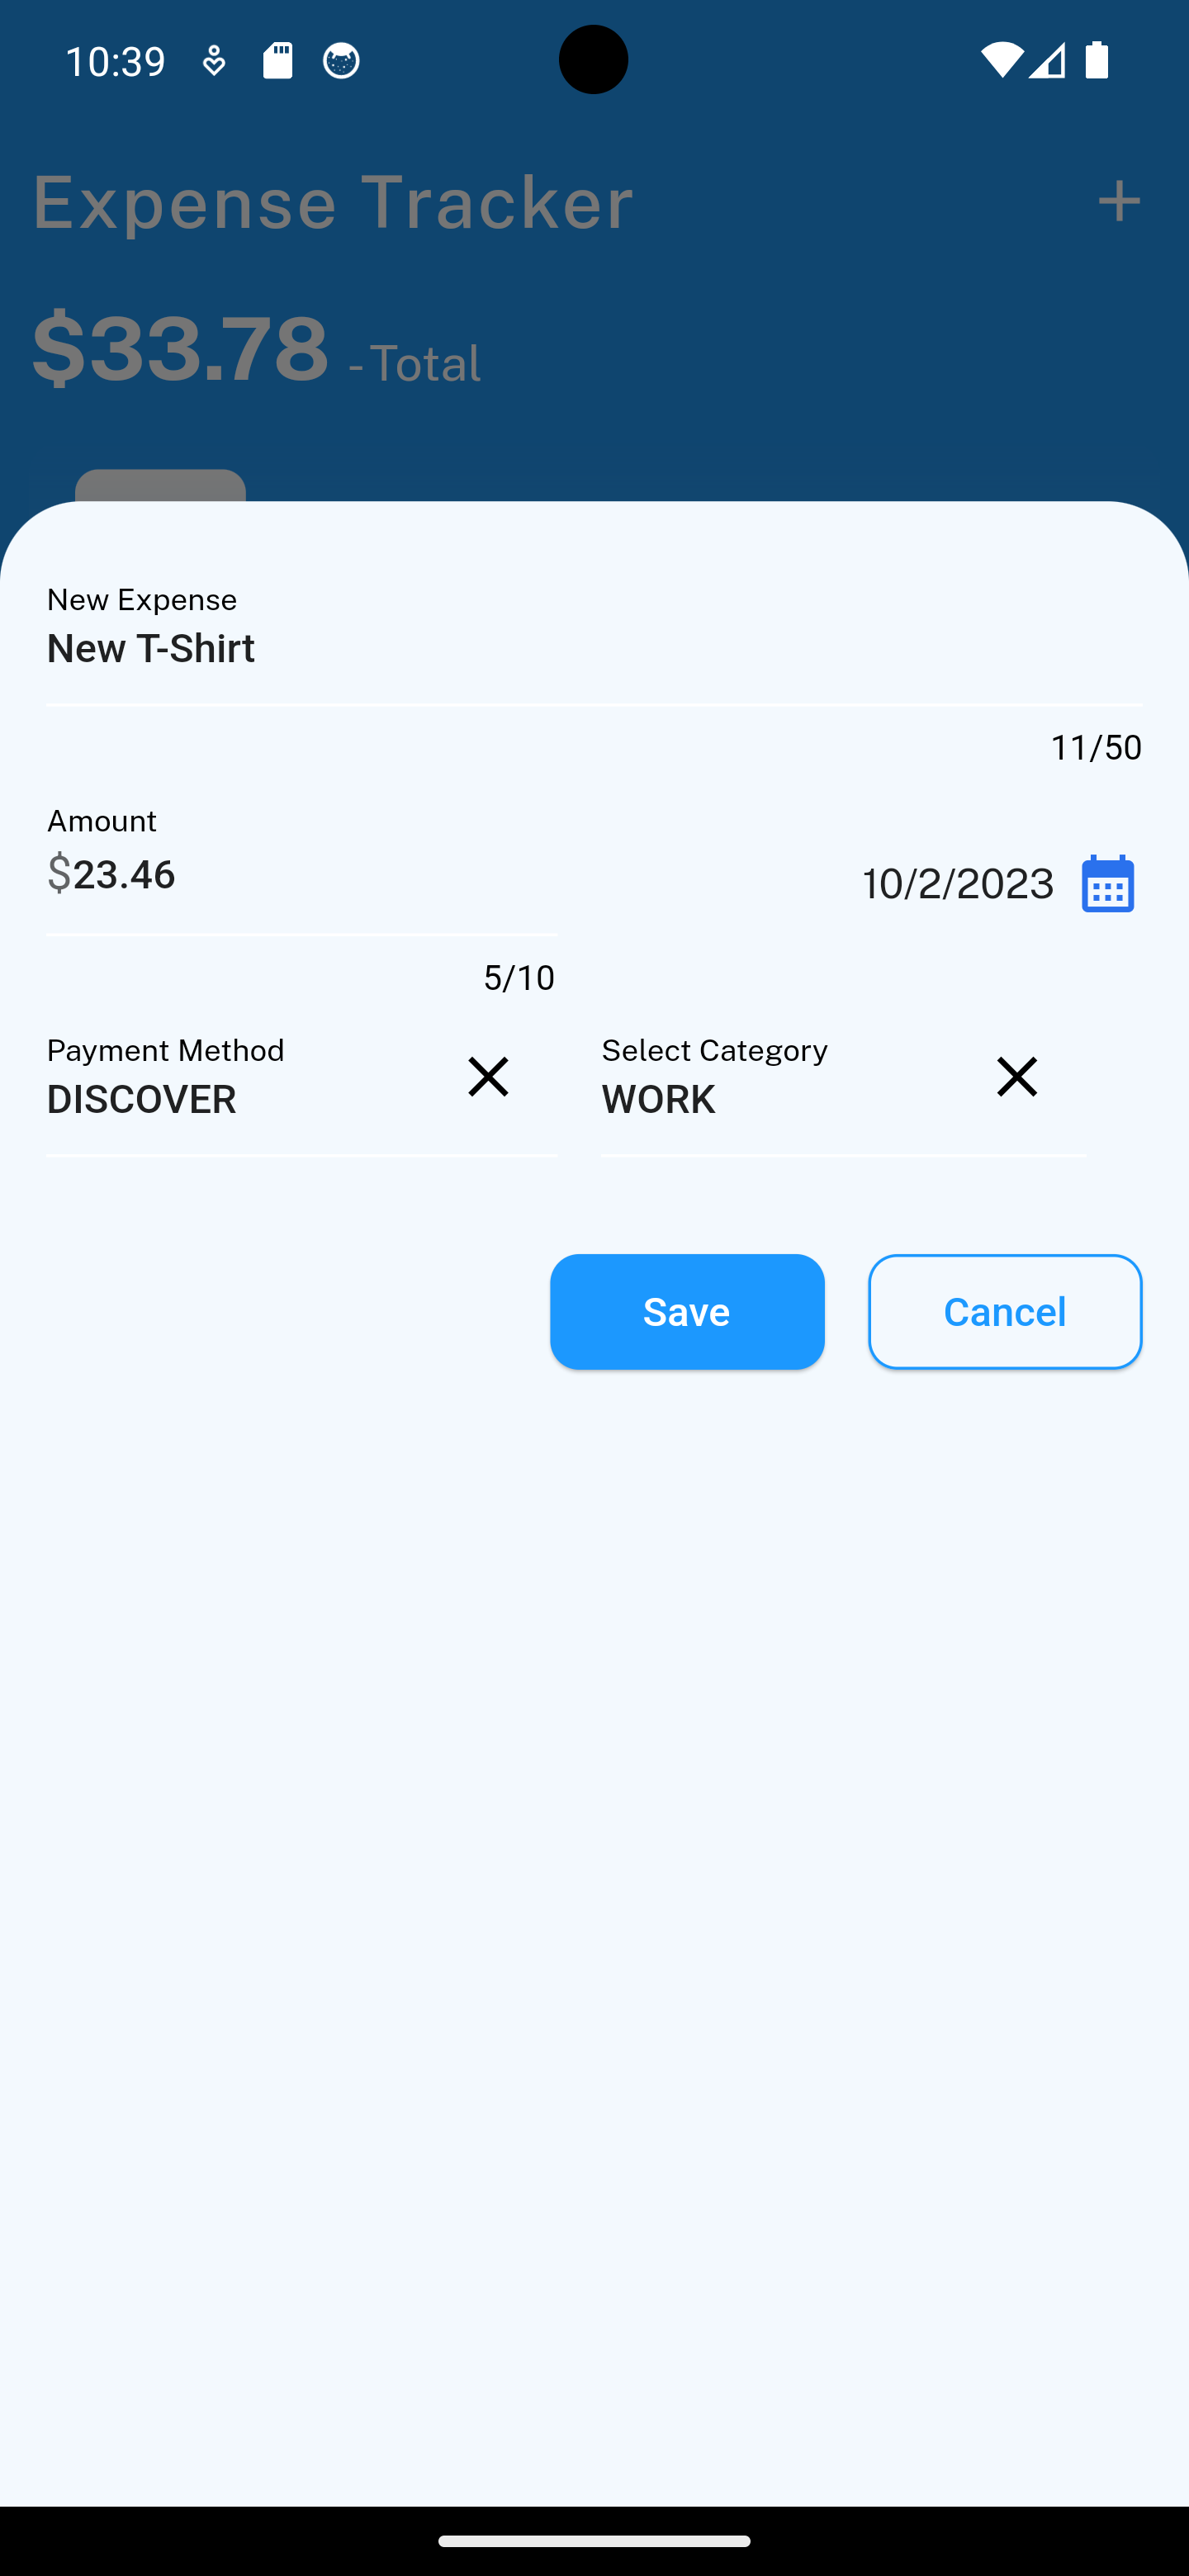 10:39
Expense Tracker +
$33.78 - Total
New Expense
New T-Shirt
11/50
Amount
$23.46 10/2/2023
5/10
Payment Method Select Category
DISCOVER WORK
Save Cancel